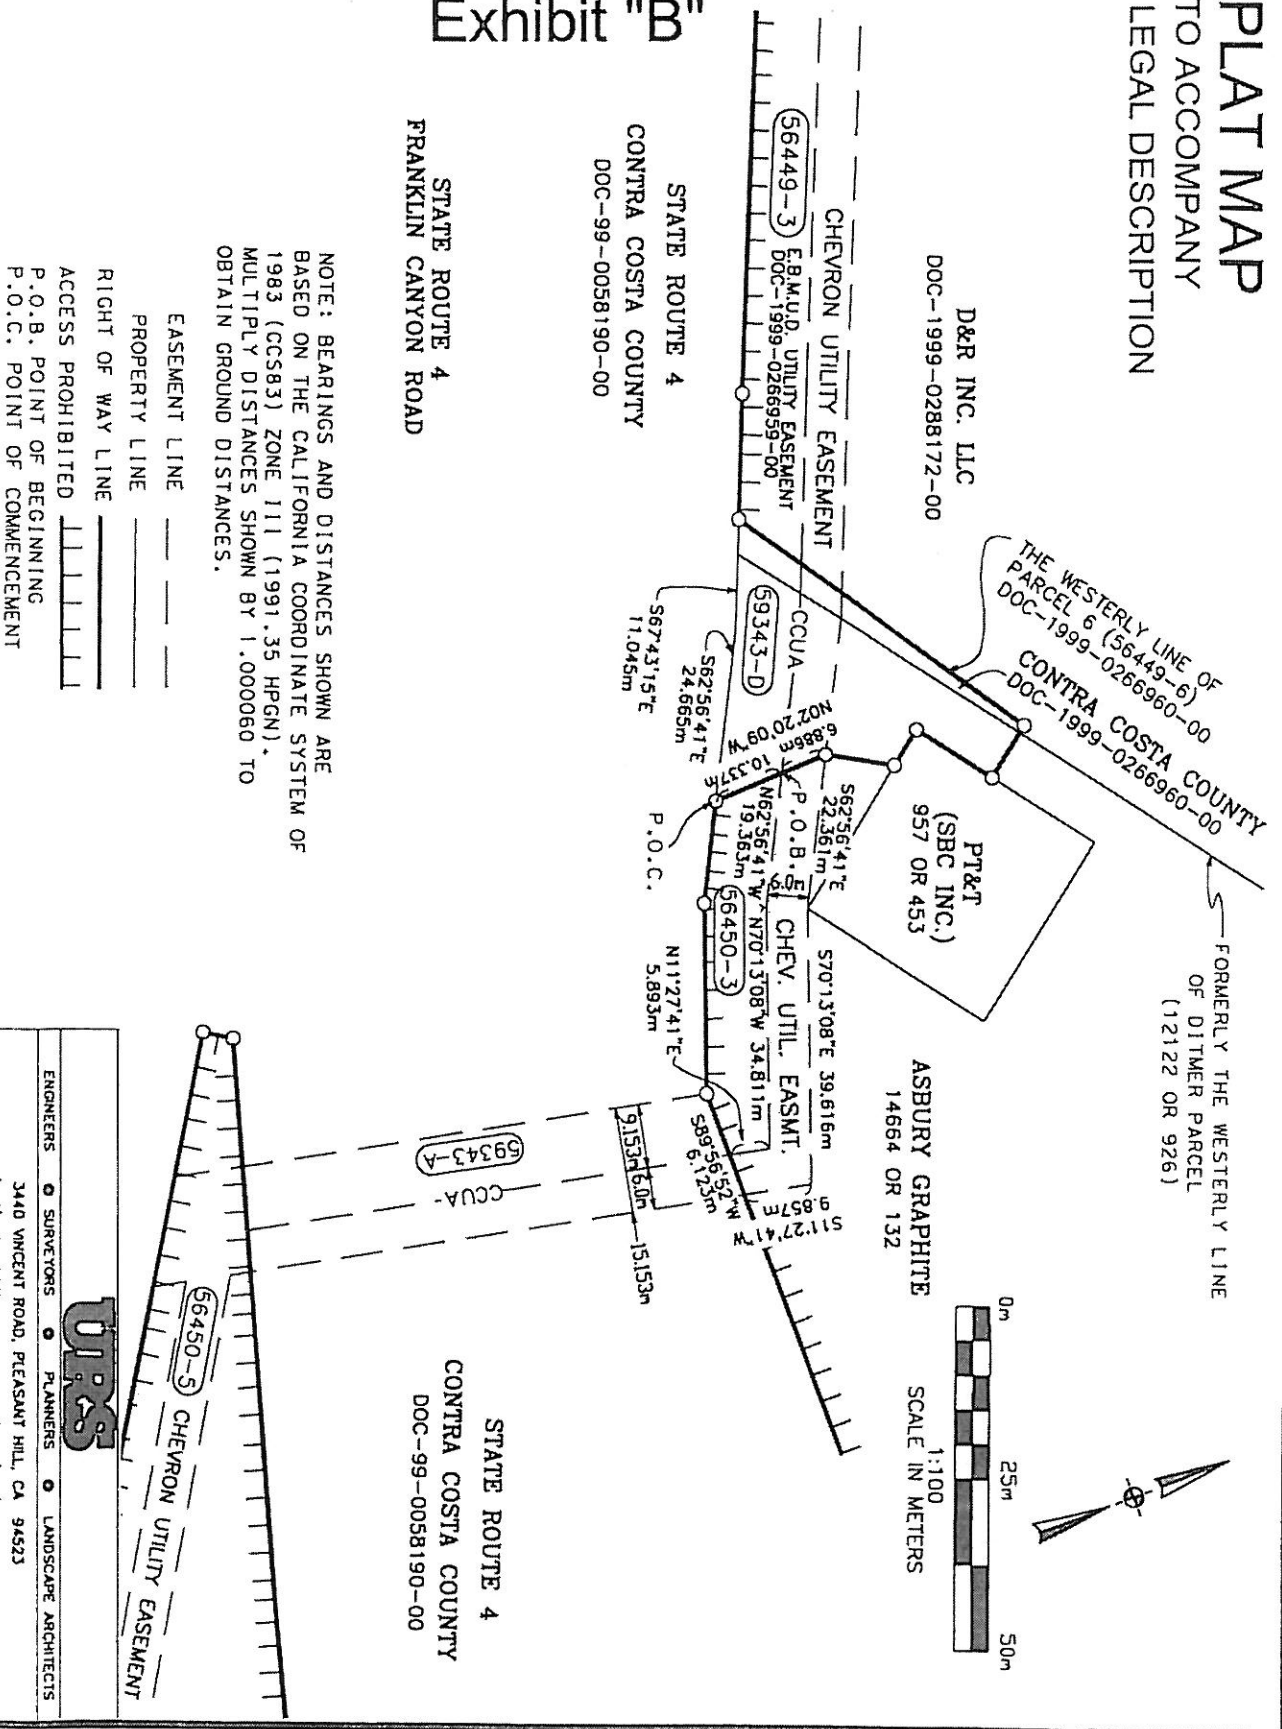 Exhibit "B"
PLAT MAP
TO ACCOMPANY
LEGAL DESCRIPTION
D&R INC. LLC
DOC-1999-0288172-00
THE WESTERLY LINE OF
PARCEL 6 (56449-6)
DOC-1999-0266960-00
CONTRA COSTA COUNTY
DOC-1999-0266960-00
FORMERLY THE WESTERLY LINE
OF DITMER PARCEL
(12122 OR 926)
PT&T
(SBC INC.)
957 OR 453
ASBURY GRAPHITE
14664 OR 132
0m
25m
50m
1:100
SCALE IN METERS
CHEVRON UTILITY EASEMENT
56449-3
E.B.M.U.D. UTILITY EASEMENT
DOC-1999-0266959-00
CCUA
59343-D
S67°43'15"E
11.045m
S62°56'41"E
24.665m
N02°20'09"W
6.886m
10.337m
P.O.B.
P.O.C.
S62°56'41"E
22.361m
N62°56'41"W
19.363m
6.0m
S70°13'08"E 39.616m
N70°13'08"W 34.811m
CHEV. UTIL. EASMT.
56450-3
N11°27'41"E
5.893m
S89°56'52"W
6.123m
S11°27'41"W
9.857m
STATE ROUTE 4
CONTRA COSTA COUNTY
DOC-99-0058190-00
STATE ROUTE 4
FRANKLIN CANYON ROAD
9.153m
6.0m
15.153m
59343-A
CCUA
STATE ROUTE 4
CONTRA COSTA COUNTY
DOC-99-0058190-00
56450-5
CHEVRON UTILITY EASEMENT
NOTE: BEARINGS AND DISTANCES SHOWN ARE
BASED ON THE CALIFORNIA COORDINATE SYSTEM OF
1983 (CCS83) ZONE III (1991.35 HPGN).
MULTIPLY DISTANCES SHOWN BY 1.000060 TO
OBTAIN GROUND DISTANCES.
EASEMENT LINE
PROPERTY LINE
RIGHT OF WAY LINE
ACCESS PROHIBITED
P.O.B. POINT OF BEGINNING
P.O.C. POINT OF COMMENCEMENT
URS
ENGINEERS SURVEYORS PLANNERS LANDSCAPE ARCHITECTS
3440 VINCENT ROAD, PLEASANT HILL, CA 94523